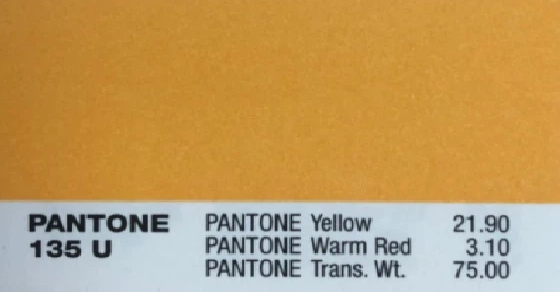 PANTONE PANTONE Yellow 21.90
135 U PANTONE Warm Red 3.10
PANTONE Trans. Wt. 75.00